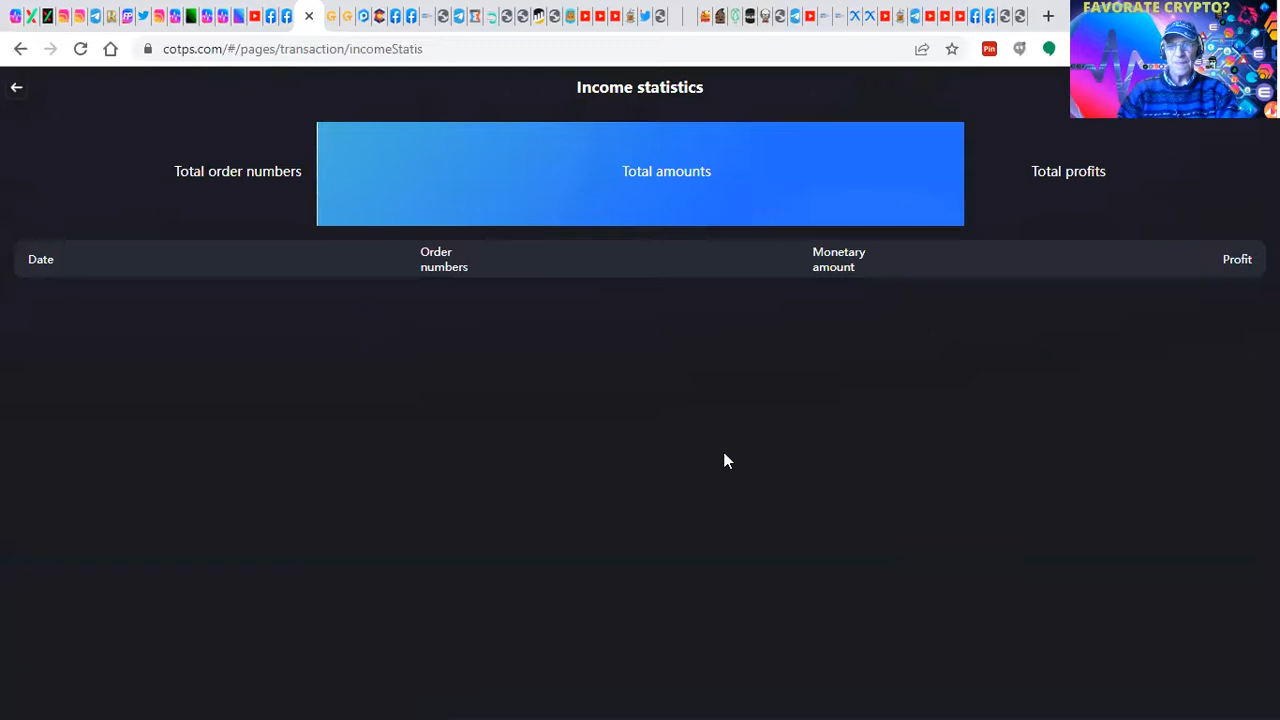 FAVORATE CRYPTO?
cotps.com/#/pages/transaction/incomeStatis
Pin
Income statistics
Total order numbers
Total amounts
Total profits
Date
Order
numbers
Monetary
amount
Profit